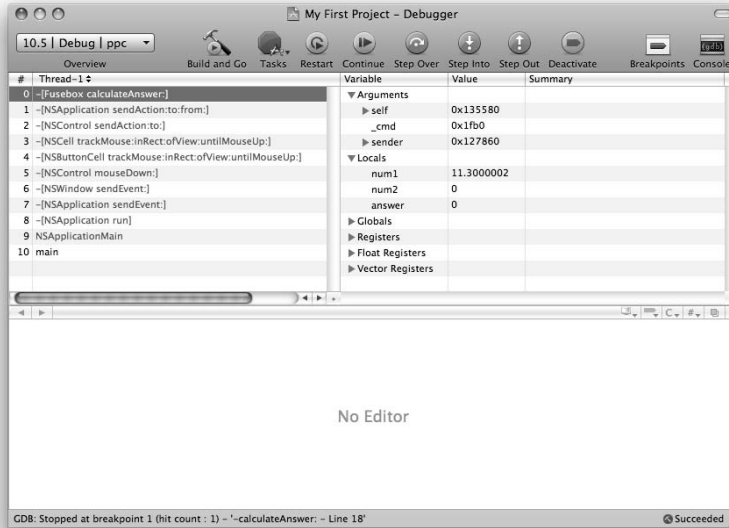 My First Project – Debugger
10.5 | Debug | ppc
Overview
Build and Go Tasks Restart Continue Step Over Step Into Step Out Deactivate Breakpoints Console
(gdb)
# Thread-1
0 -[Fusebox calculateAnswer:]
1 -[NSApplication sendAction:to:from:]
2 -[NSControl sendAction:to:]
3 -[NSCell trackMouse:inRect:ofView:untilMouseUp:]
4 -[NSButtonCell trackMouse:inRect:ofView:untilMouseUp:]
5 -[NSControl mouseDown:]
6 -[NSWindow sendEvent:]
7 -[NSApplication sendEvent:]
8 -[NSApplication run]
9 NSApplicationMain
10 main
Variable Value Summary
Arguments
self 0x135580
_cmd 0x1fb0
sender 0x127860
Locals
num1 11.3000002
num2 0
answer 0
Globals
Registers
Float Registers
Vector Registers
C #
No Editor
GDB: Stopped at breakpoint 1 (hit count : 1) – '-calculateAnswer: – Line 18' Succeeded